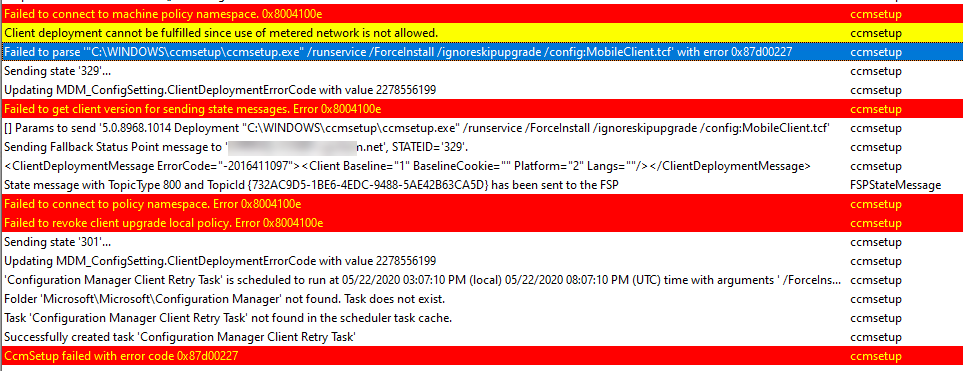 Failed to connect to machine policy namespace. 0x8004100e ccmsetup
Client deployment cannot be fulfilled since use of metered network is not allowed. ccmsetup
Failed to parse '"C:\WINDOWS\ccmsetup\ccmsetup.exe" /runservice /ForceInstall /ignoreskipupgrade /config:MobileClient.tcf' with error 0x87d00227 ccmsetup
Sending state '329'... ccmsetup
Updating MDM_ConfigSetting.ClientDeploymentErrorCode with value 2278556199 ccmsetup
Failed to get client version for sending state messages. Error 0x8004100e ccmsetup
[] Params to send '5.0.8968.1014 Deployment "C:\WINDOWS\ccmsetup\ccmsetup.exe" /runservice /ForceInstall /ignoreskipupgrade /config:MobileClient.tcf' ccmsetup
Sending Fallback Status Point message to ' n.net', STATEID='329'. ccmsetup
<ClientDeploymentMessage ErrorCode="-2016411097"><Client Baseline="1" BaselineCookie="" Platform="2" Langs=""/></ClientDeploymentMessage> ccmsetup
State message with TopicType 800 and TopicId {732AC9D5-1BE6-4EDC-9488-5AE42B63CA5D} has been sent to the FSP FSPStateMessage
Failed to connect to policy namespace. Error 0x8004100e ccmsetup
Failed to revoke client upgrade local policy. Error 0x8004100e ccmsetup
Sending state '301'... ccmsetup
Updating MDM_ConfigSetting.ClientDeploymentErrorCode with value 2278556199 ccmsetup
'Configuration Manager Client Retry Task' is scheduled to run at 05/22/2020 03:07:10 PM (local) 05/22/2020 08:07:10 PM (UTC) time with arguments ' /ForceIns... ccmsetup
Folder 'Microsoft\Microsoft\Configuration Manager' not found. Task does not exist. ccmsetup
Task 'Configuration Manager Client Retry Task' not found in the scheduler task cache. ccmsetup
Successfully created task 'Configuration Manager Client Retry Task' ccmsetup
CcmSetup failed with error code 0x87d00227 ccmsetup